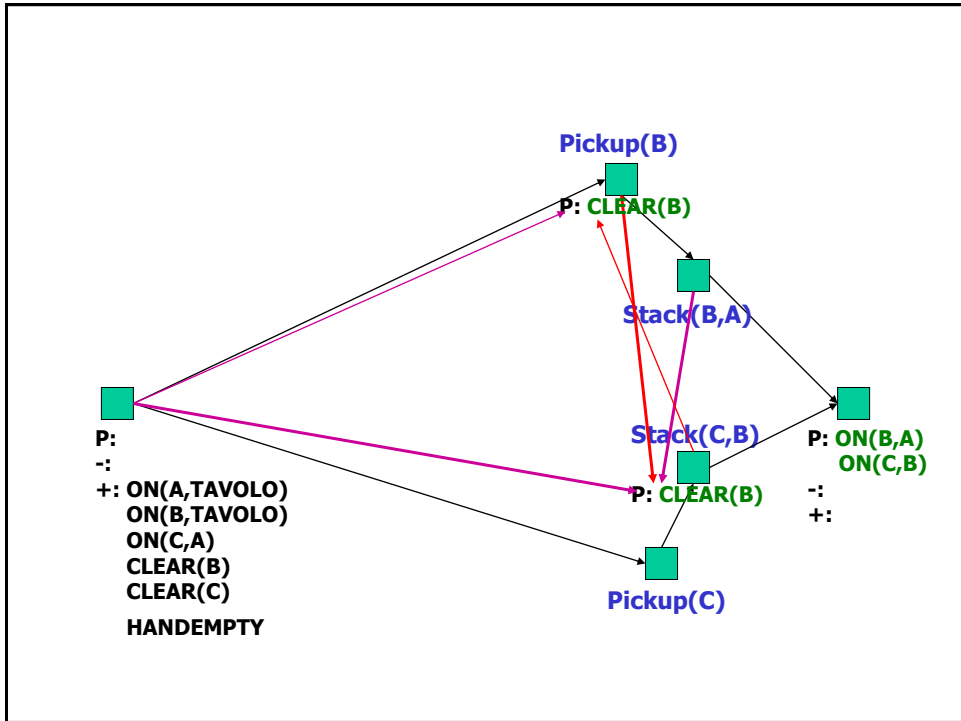 Pickup(B)
P: CLEAR(B)
Stack(B,A)
Stack(C,B)
P: CLEAR(B)
Pickup(C)
P:
-:
+: ON(A,TAVOLO)
ON(B,TAVOLO)
ON(C,A)
CLEAR(B)
CLEAR(C)
HANDEMPTY
P: ON(B,A)
ON(C,B)
-:
+: